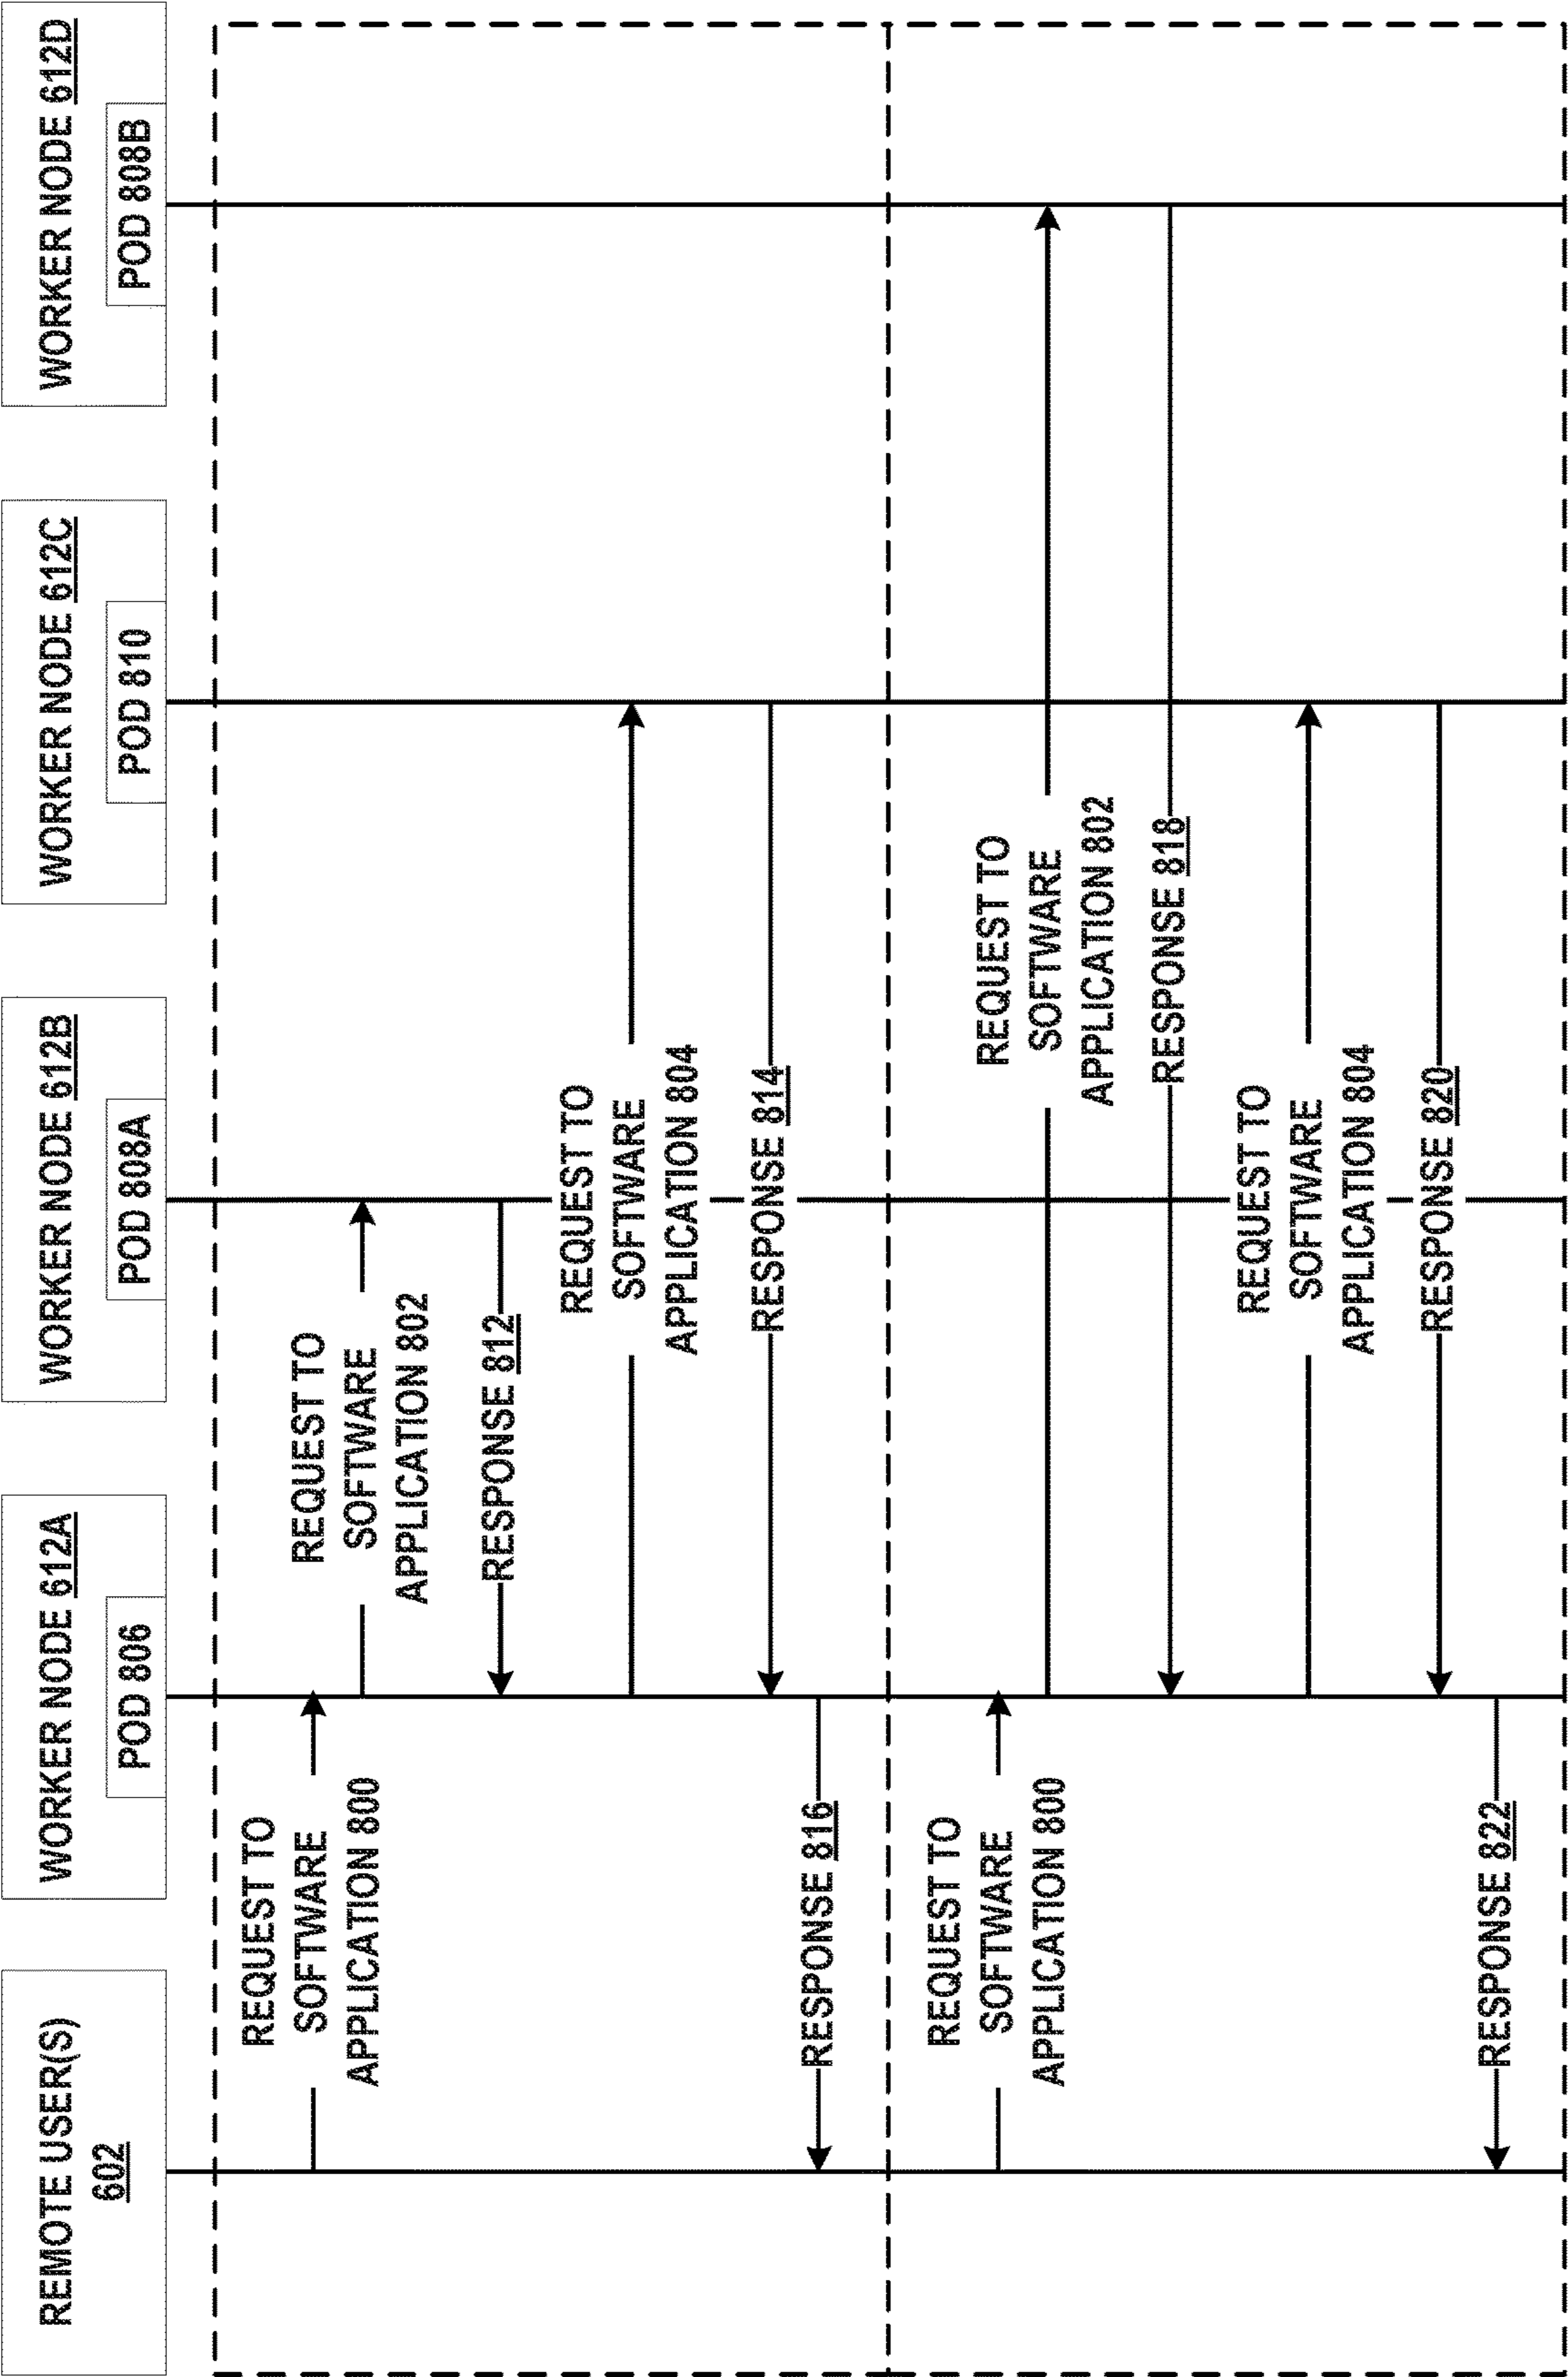 REMOTE USER(S)
602
WORKER NODE 612A
POD 806
WORKER NODE 612B
POD 808A
WORKER NODE 612C
POD 810
WORKER NODE 612D
POD 808B
REQUEST TO
SOFTWARE
APPLICATION 800
REQUEST TO
SOFTWARE
APPLICATION 802
RESPONSE 812
REQUEST TO
SOFTWARE
APPLICATION 804
RESPONSE 814
RESPONSE 816
REQUEST TO
SOFTWARE
APPLICATION 800
REQUEST TO
SOFTWARE
APPLICATION 802
RESPONSE 818
REQUEST TO
SOFTWARE
APPLICATION 804
RESPONSE 820
RESPONSE 822